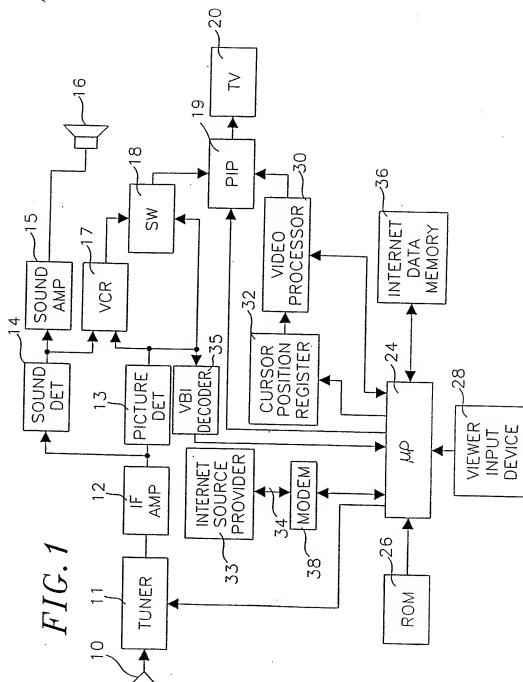 FIG. 1
10
11
TUNER
12
IF
AMP
14
SOUND
DET
15
SOUND
AMP
16
13
PICTURE
DET
17
VCR
18
SW
19
PIP
20
TV
35
VBI
DECODER
33
INTERNET
SOURCE
PROVIDER
34
38
MODEM
32
CURSOR
POSITION
REGISTER
30
VIDEO
PROCESSOR
26
ROM
24
μP
36
INTERNET
DATA
MEMORY
28
VIEWER
INPUT
DEVICE